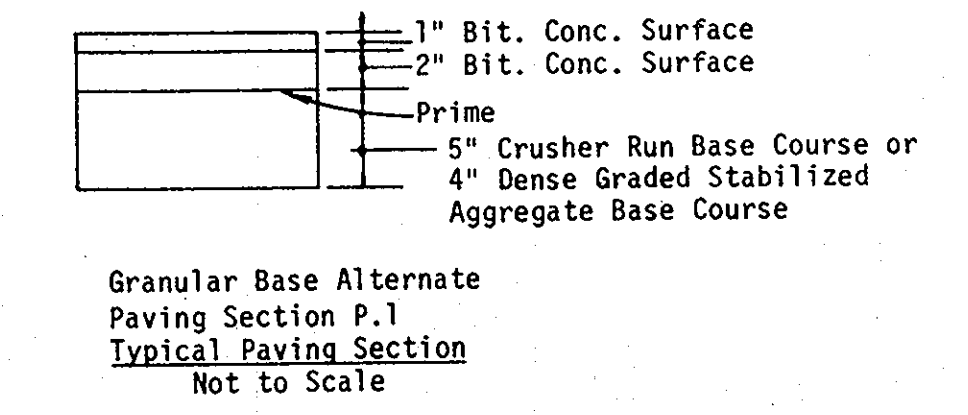 1" Bit. Conc. Surface
2" Bit. Conc. Surface
Prime
5" Crusher Run Base Course or
4" Dense Graded Stabilized
Aggregate Base Course
Granular Base Alternate
Paving Section P.1
Typical Paving Section
Not to Scale